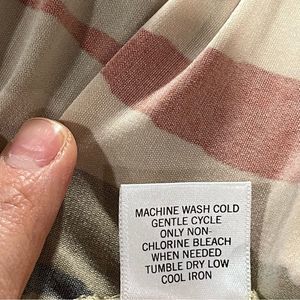 MACHINE WASH COLD
GENTLE CYCLE
ONLY NON-
CHLORINE BLEACH
WHEN NEEDED
TUMBLE DRY LOW
COOL IRON